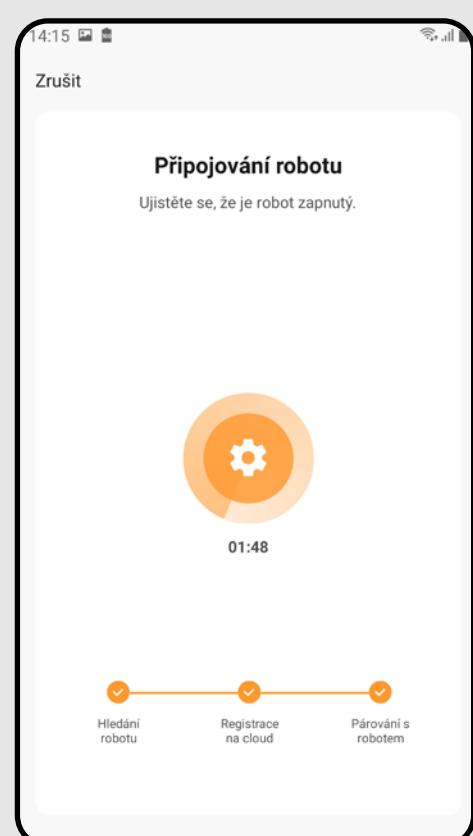 14:15
Zrušit
Připojování robotu
Ujistěte se, že je robot zapnutý.
01:48
Hledání
robotu
Registrace
na cloud
Párování s
robotem